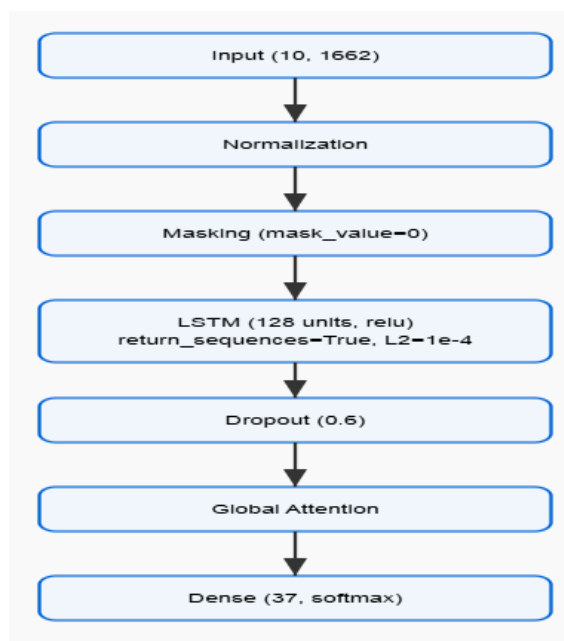 Input (10, 1662)
Normalization
Masking (mask_value=0)
LSTM (128 units, relu)
return_sequences=True, L2=1e-4
Dropout (0.6)
Global Attention
Dense (37, softmax)